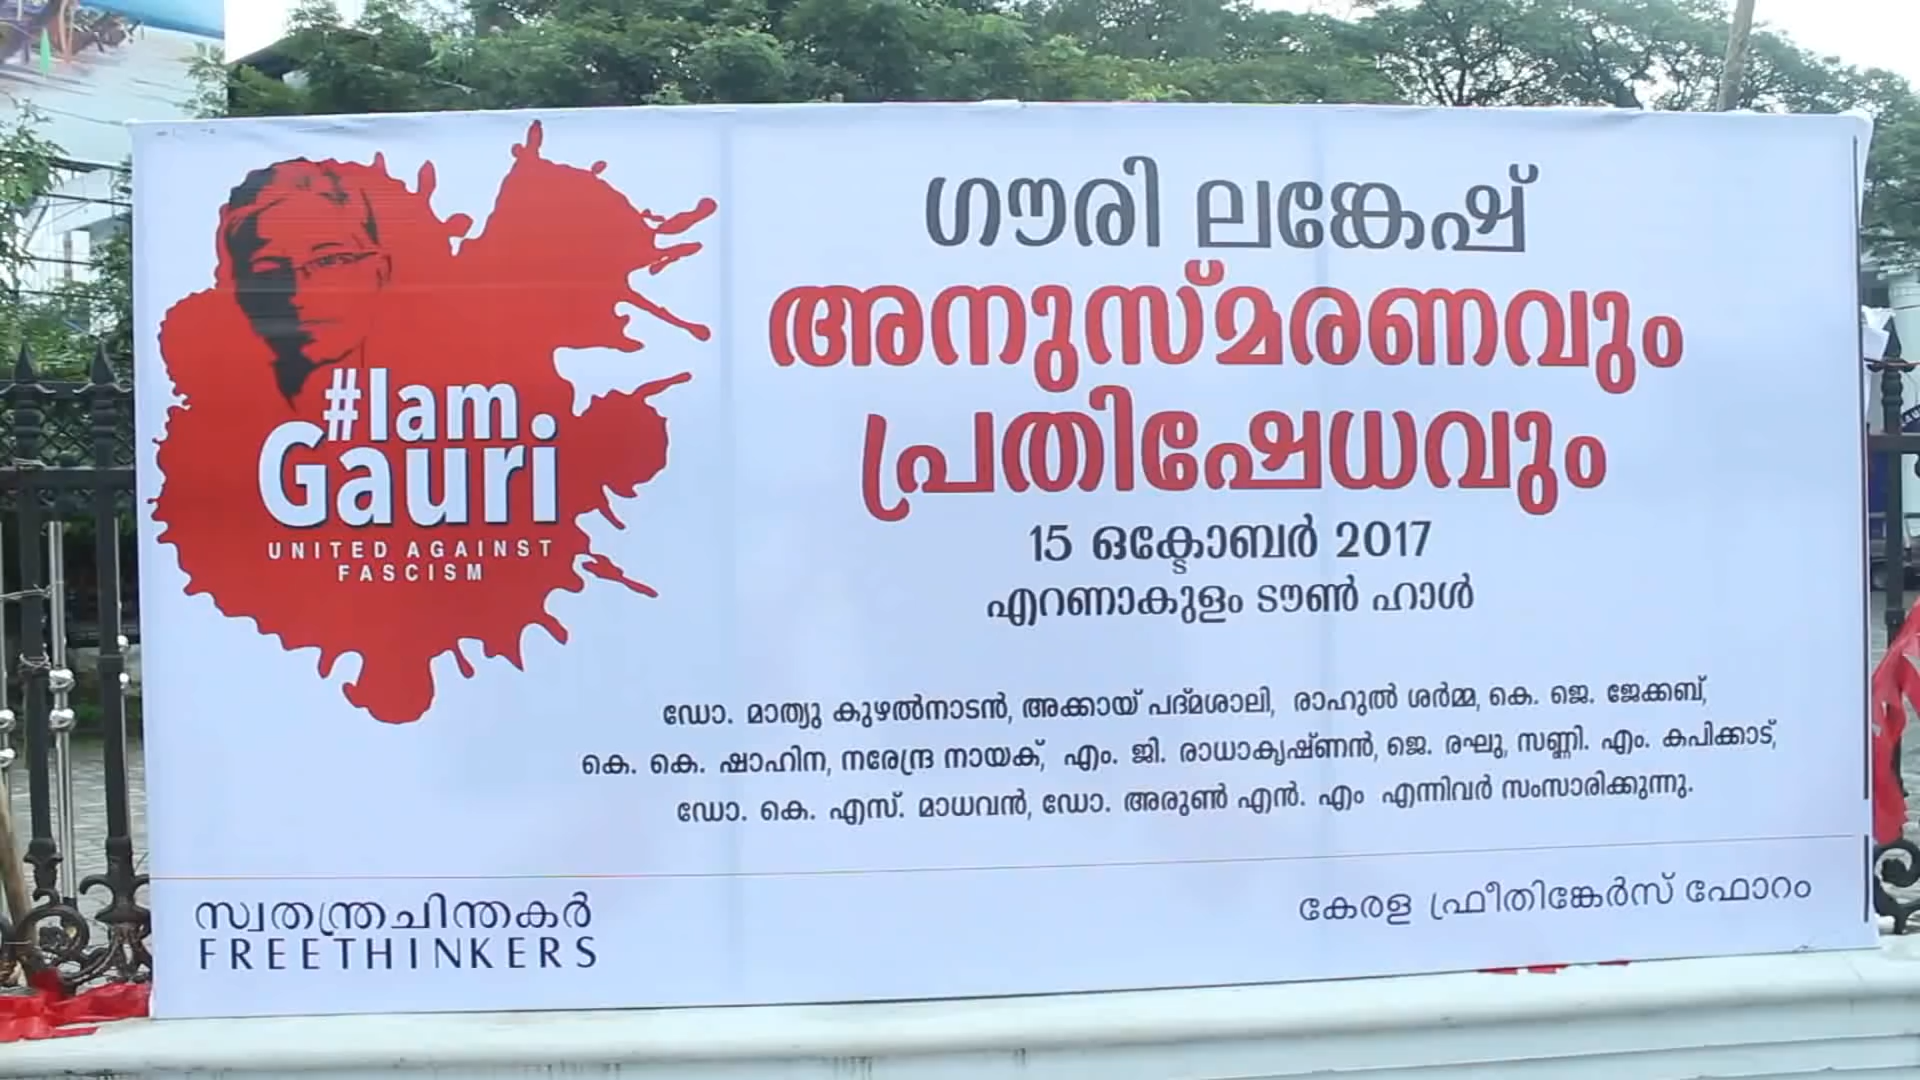 #Iam
Gauri
UNITED AGAINST
FASCISM
ഗൗരി ലങ്കേഷ്
അനുസ്മരണവും
പ്രതിഷേധവും
15 ഒക്ടോബർ 2017
എറണാകുളം ടൗൺ ഹാൾ
ഡോ. മാത്യു കുഴൽനാടൻ, അക്കായ് പദ്മശാലി, രാഹുൽ ശർമ്മ, കെ. ജെ. ജേക്കബ്,
കെ. കെ. ഷാഹിന, നരേന്ദ്ര നായക്, എം. ജി. രാധാകൃഷ്ണൻ, ജെ. രഘു, സണ്ണി. എം. കപിക്കാട്,
ഡോ. കെ. എസ്. മാധവൻ, ഡോ. അരുൺ എൻ. എം എന്നിവർ സംസാരിക്കുന്നു.
സ്വതന്ത്രചിന്തകർ
FREETHINKERS
കേരള ഫ്രീതിങ്കേർസ് ഫോറം